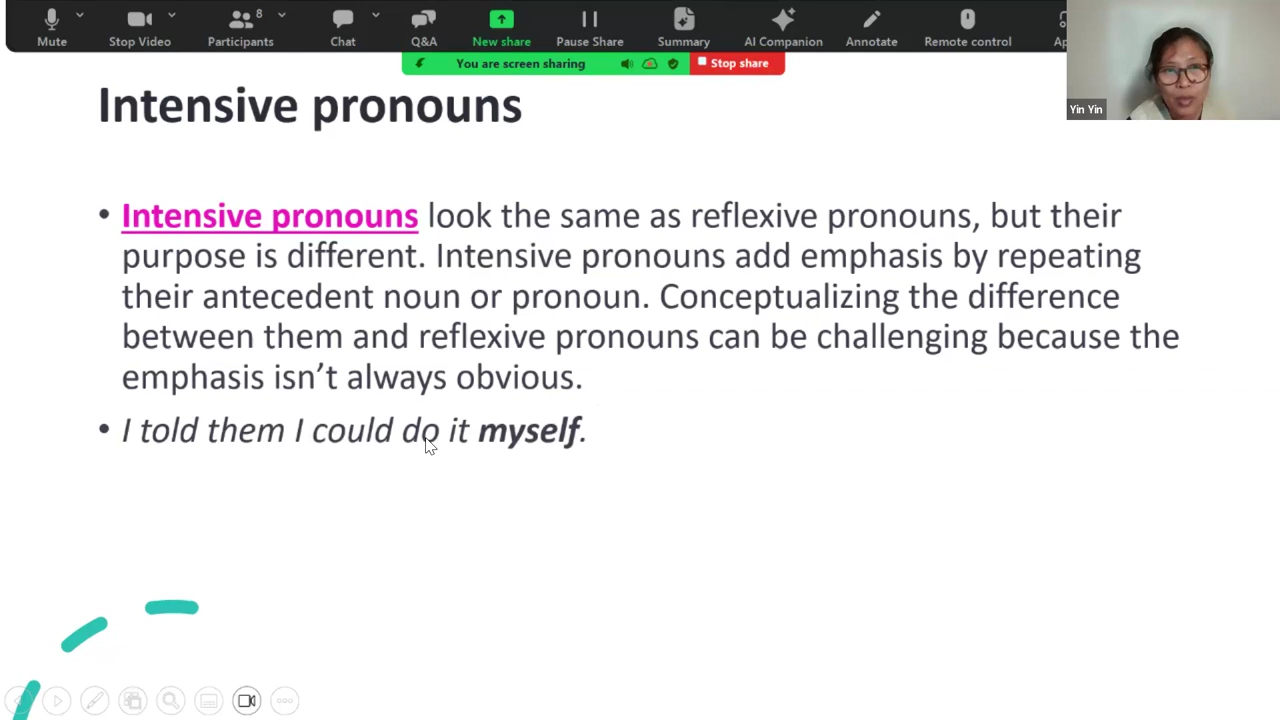 Mute
Stop Video
Participants
8
Chat
Q&A
New share
Pause Share
Summary
AI Companion
Annotate
Remote control
You are screen sharing
Stop share
Yin Yin
Intensive pronouns
• Intensive pronouns look the same as reflexive pronouns, but their
purpose is different. Intensive pronouns add emphasis by repeating
their antecedent noun or pronoun. Conceptualizing the difference
between them and reflexive pronouns can be challenging because the
emphasis isn’t always obvious.
• I told them I could do it myself.